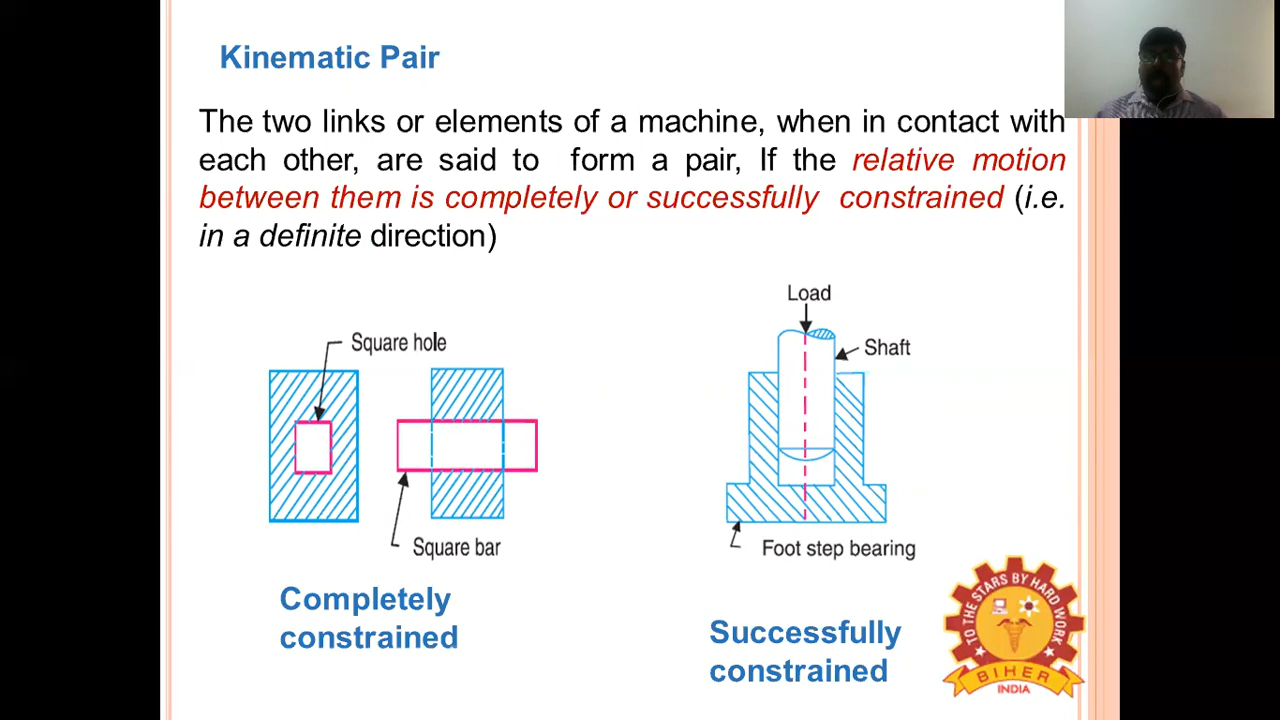 Kinematic Pair
The two links or elements of a machine, when in contact with
each other, are said to form a pair, If the relative motion
between them is completely or successfully constrained (i.e.
in a definite direction)
Load
Square hole
Shaft
Square bar
Foot step bearing
Completely
constrained
Successfully
constrained
TO THE STARS BY HARD WORK
BIHER
INDIA